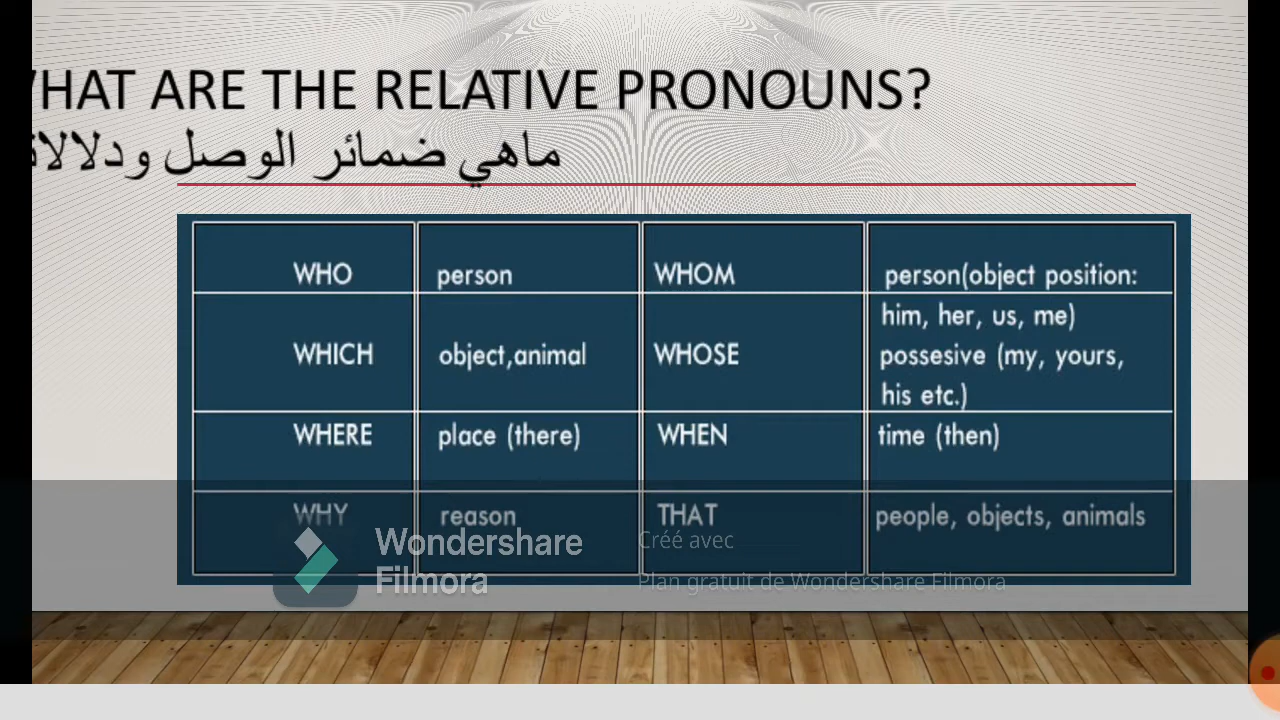 WHAT ARE THE RELATIVE PRONOUNS?
ماهي ضمائر الوصل
WHO person WHOM person(object position: him, her, us, me)
WHICH object,animal WHOSE possesive (my, yours, his etc.)
WHERE place (there) WHEN time (then)
WHY reason THAT people, objects, animals
Wondershare
Filmora
Créé avec
Plan gratuit de Wondershare Filmora